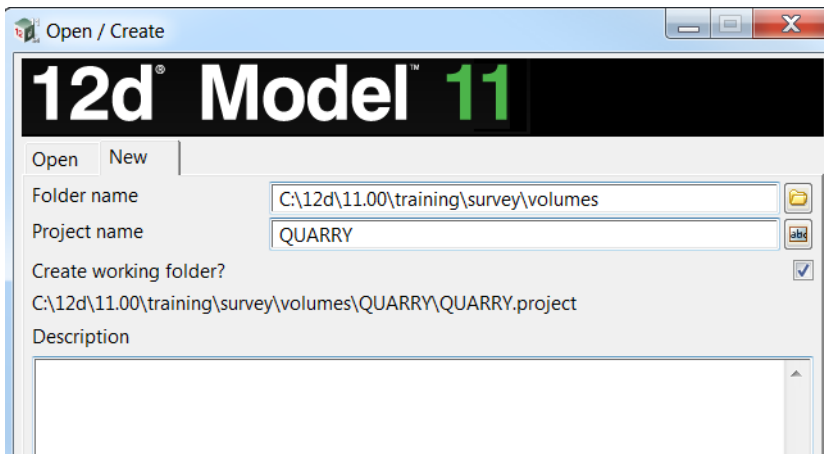 Open / Create
12d® Model™ 11
Open New
Folder name C:\12d\11.00\training\survey\volumes
Project name QUARRY
Create working folder?
C:\12d\11.00\training\survey\volumes\QUARRY\QUARRY.project
Description